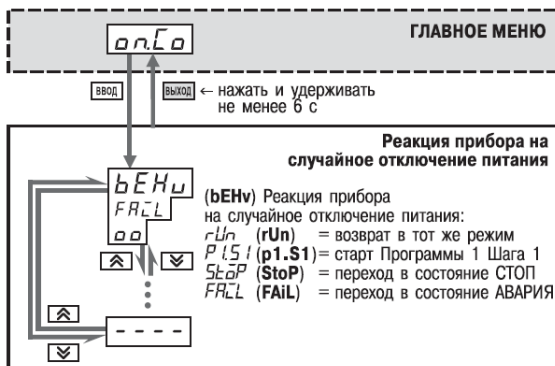 ГЛАВНОЕ МЕНЮ
on.Co
ВВОД
ВЫХОД ← нажать и удерживать
не менее 6 с
Реакция прибора на
случайное отключение питания
bEHv
FAiL
oo
(bEHv) Реакция прибора
на случайное отключение питания:
rUn (rUn) = возврат в тот же режим
P1.S1 (p1.S1)= старт Программы 1 Шага 1
StoP (StoP) = переход в состояние СТОП
FAiL (FAiL) = переход в состояние АВАРИЯ
- - - -